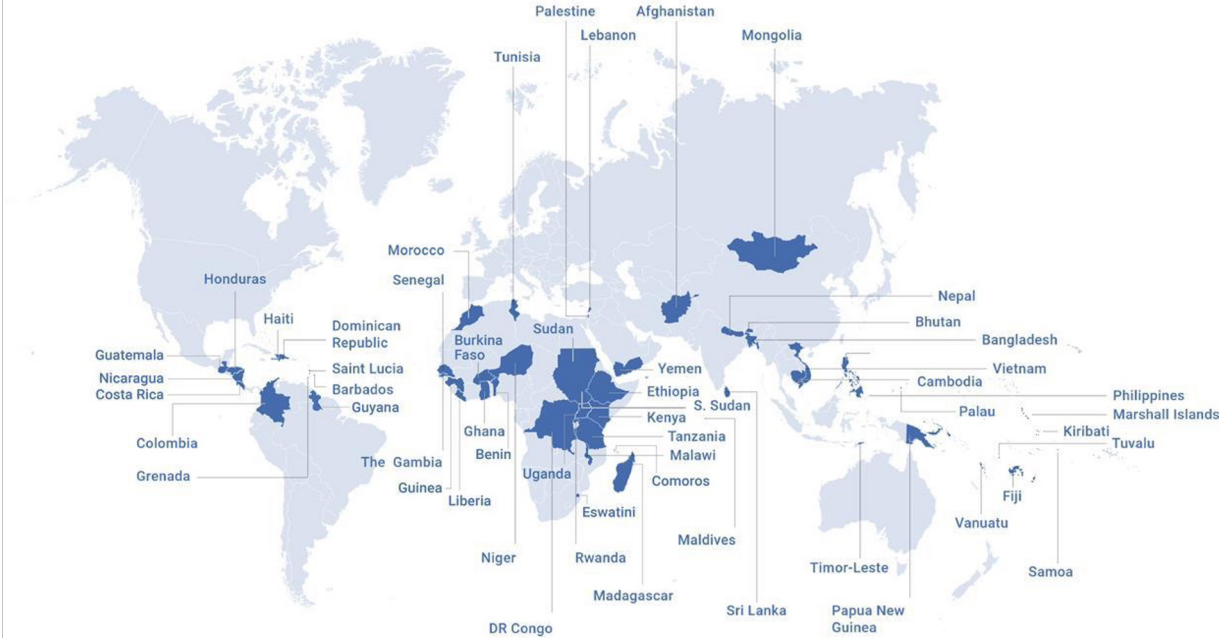 Palestine
Afghanistan
Lebanon
Mongolia
Tunisia
Morocco
Senegal
Honduras
Haiti
Dominican
Republic
Guatemala
Saint Lucia
Nicaragua
Barbados
Costa Rica
Guyana
Colombia
Grenada
Burkina
Faso
Sudan
Nepal
Bhutan
Bangladesh
Yemen
Vietnam
Cambodia
Ethiopia
Philippines
S. Sudan
Palau
Marshall Islands
Kenya
Kiribati
Ghana
Tanzania
Tuvalu
Benin
Malawi
The Gambia
Uganda
Comoros
Guinea
Liberia
Fiji
Eswatini
Vanuatu
Maldives
Niger
Rwanda
Timor-Leste
Samoa
Madagascar
Sri Lanka
Papua New
Guinea
DR Congo